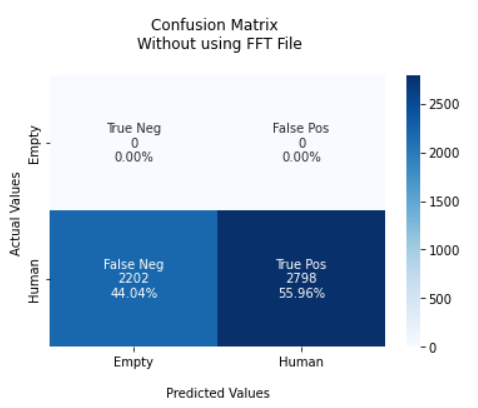 Confusion Matrix
Without using FFT File
True Neg
0
0.00%
False Pos
0
0.00%
False Neg
2202
44.04%
True Pos
2798
55.96%
Empty
Human
Actual Values
Empty
Human
Predicted Values
2500
2000
1500
1000
500
0